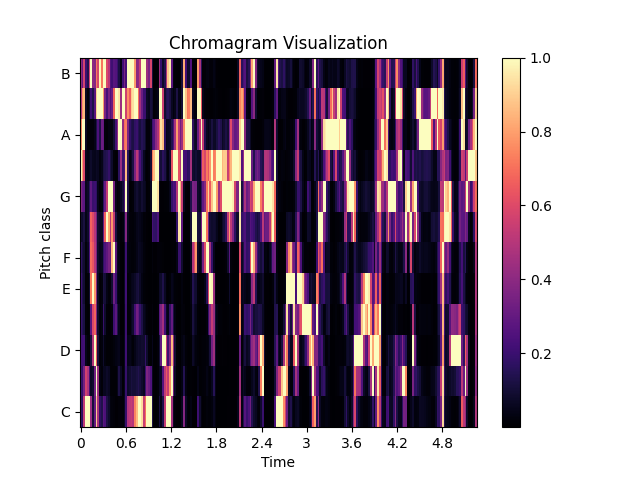 Chromagram Visualization
B
A
G
F
E
D
C
Pitch class
0 0.6 1.2 1.8 2.4 3 3.6 4.2 4.8
Time
1.0
0.8
0.6
0.4
0.2